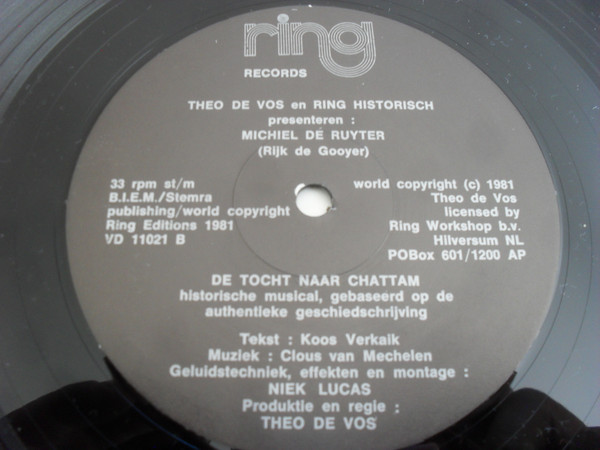 ring
RECORDS
THEO DE VOS en RING HISTORISCH
presenteren :
MICHIEL DE RUYTER
(Rijk de Gooyer)
33 rpm st/m
B.I.E.M./Stemra
publishing/world copyright
Ring Editions 1981
VD 11021 B
world copyright (c) 1981
Theo de Vos
licensed by
Ring Workshop b.v.
Hilversum NL
POBox 601/1200 AP
DE TOCHT NAAR CHATTAM
historische musical, gebaseerd op de
authentieke geschiedschrijving
Tekst : Koos Verkaik
Muziek : Clous van Mechelen
Geluidstechniek, effekten en montage :
NIEK LUCAS
Produktie en regie :
THEO DE VOS